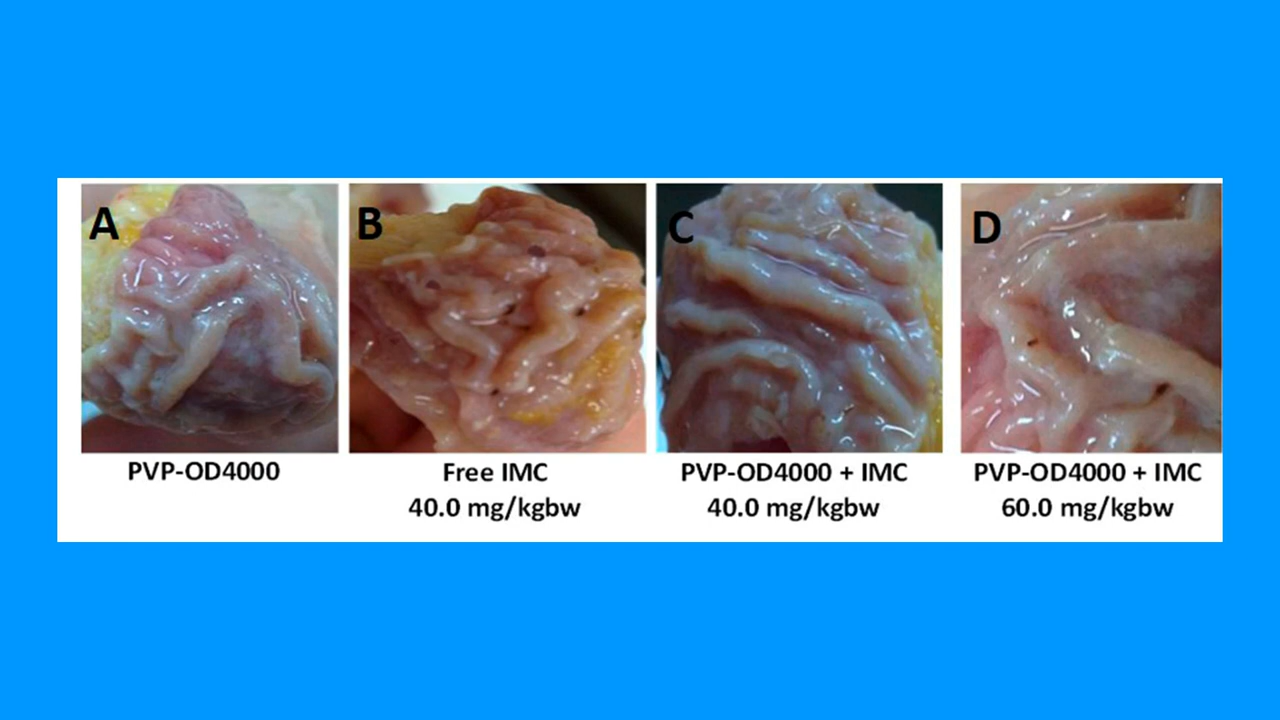 A B C D
PVP-OD4000
Free IMC
40.0 mg/kgbw
PVP-OD4000 + IMC
40.0 mg/kgbw
PVP-OD4000 + IMC
60.0 mg/kgbw